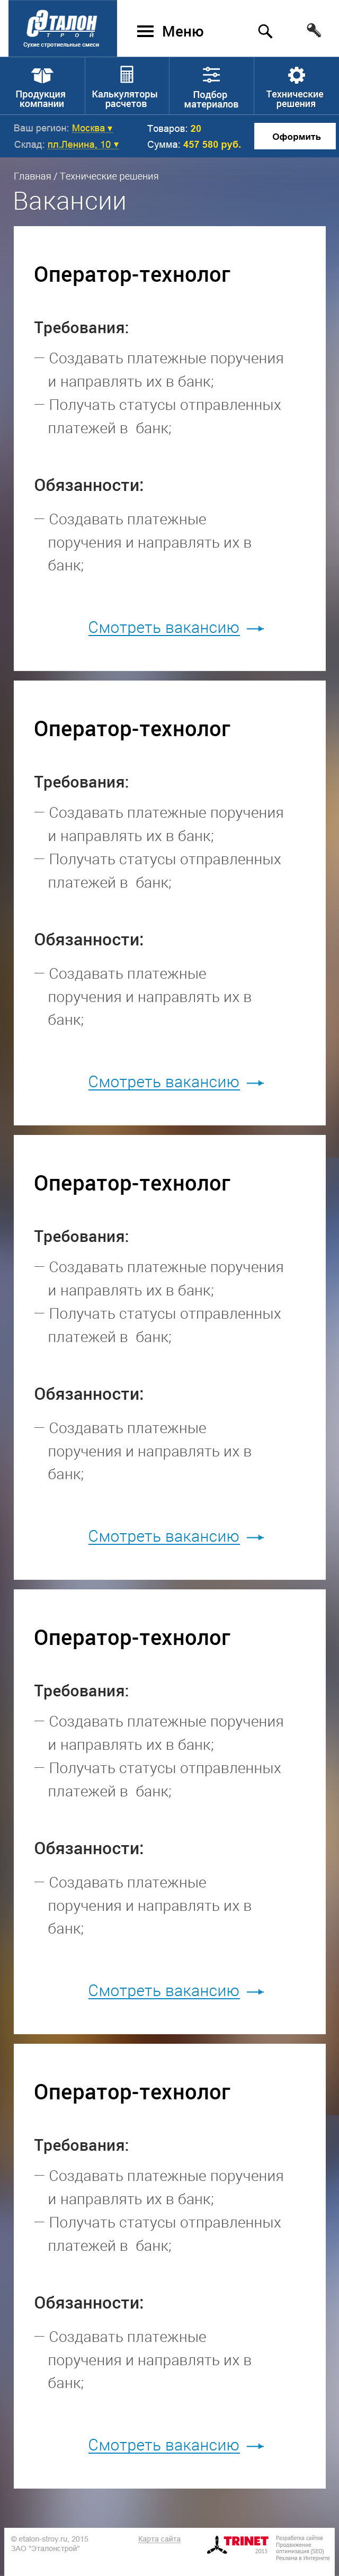 ЭТАЛОН
СТРОЙ
Сухие строительные смеси
Меню
Продукция компании
Калькуляторы расчетов
Подбор материалов
Технические решения
Ваш регион: Москва ▾
Склад: пл.Ленина, 10 ▾
Товаров: 20
Сумма: 457 580 руб.
Оформить
Главная / Технические решения
Вакансии
Оператор-технолог
Требования:
— Создавать платежные поручения
и направлять их в банк;
— Получать статусы отправленных
платежей в банк;
Обязанности:
— Создавать платежные
поручения и направлять их в
банк;
Смотреть вакансию →
Оператор-технолог
Требования:
— Создавать платежные поручения
и направлять их в банк;
— Получать статусы отправленных
платежей в банк;
Обязанности:
— Создавать платежные
поручения и направлять их в
банк;
Смотреть вакансию →
Оператор-технолог
Требования:
— Создавать платежные поручения
и направлять их в банк;
— Получать статусы отправленных
платежей в банк;
Обязанности:
— Создавать платежные
поручения и направлять их в
банк;
Смотреть вакансию →
Оператор-технолог
Требования:
— Создавать платежные поручения
и направлять их в банк;
— Получать статусы отправленных
платежей в банк;
Обязанности:
— Создавать платежные
поручения и направлять их в
банк;
Смотреть вакансию →
Оператор-технолог
Требования:
— Создавать платежные поручения
и направлять их в банк;
— Получать статусы отправленных
платежей в банк;
Обязанности:
— Создавать платежные
поручения и направлять их в
банк;
Смотреть вакансию →
© etalon-stroy.ru, 2015
ЗАО "Эталонстрой"
Карта сайта
TRINET
2015
Разработка сайтов
Продвижение
оптимизация (SEO)
Реклама в Интернете